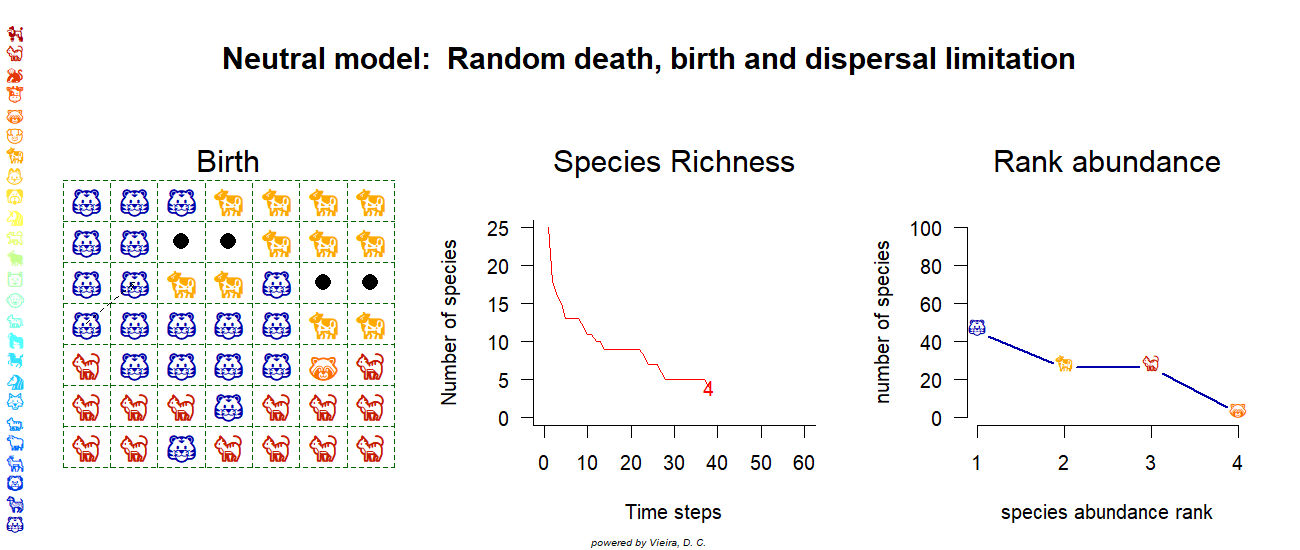 Neutral model:  Random death, birth and dispersal limitation
Birth
Species Richness
Number of species
25
20
15
10
5
0
4
0 10 20 30 40 50 60
Time steps
Rank abundance
number of species
100
80
60
40
20
0
1 2 3 4
species abundance rank
powered by Vieira, D. C.